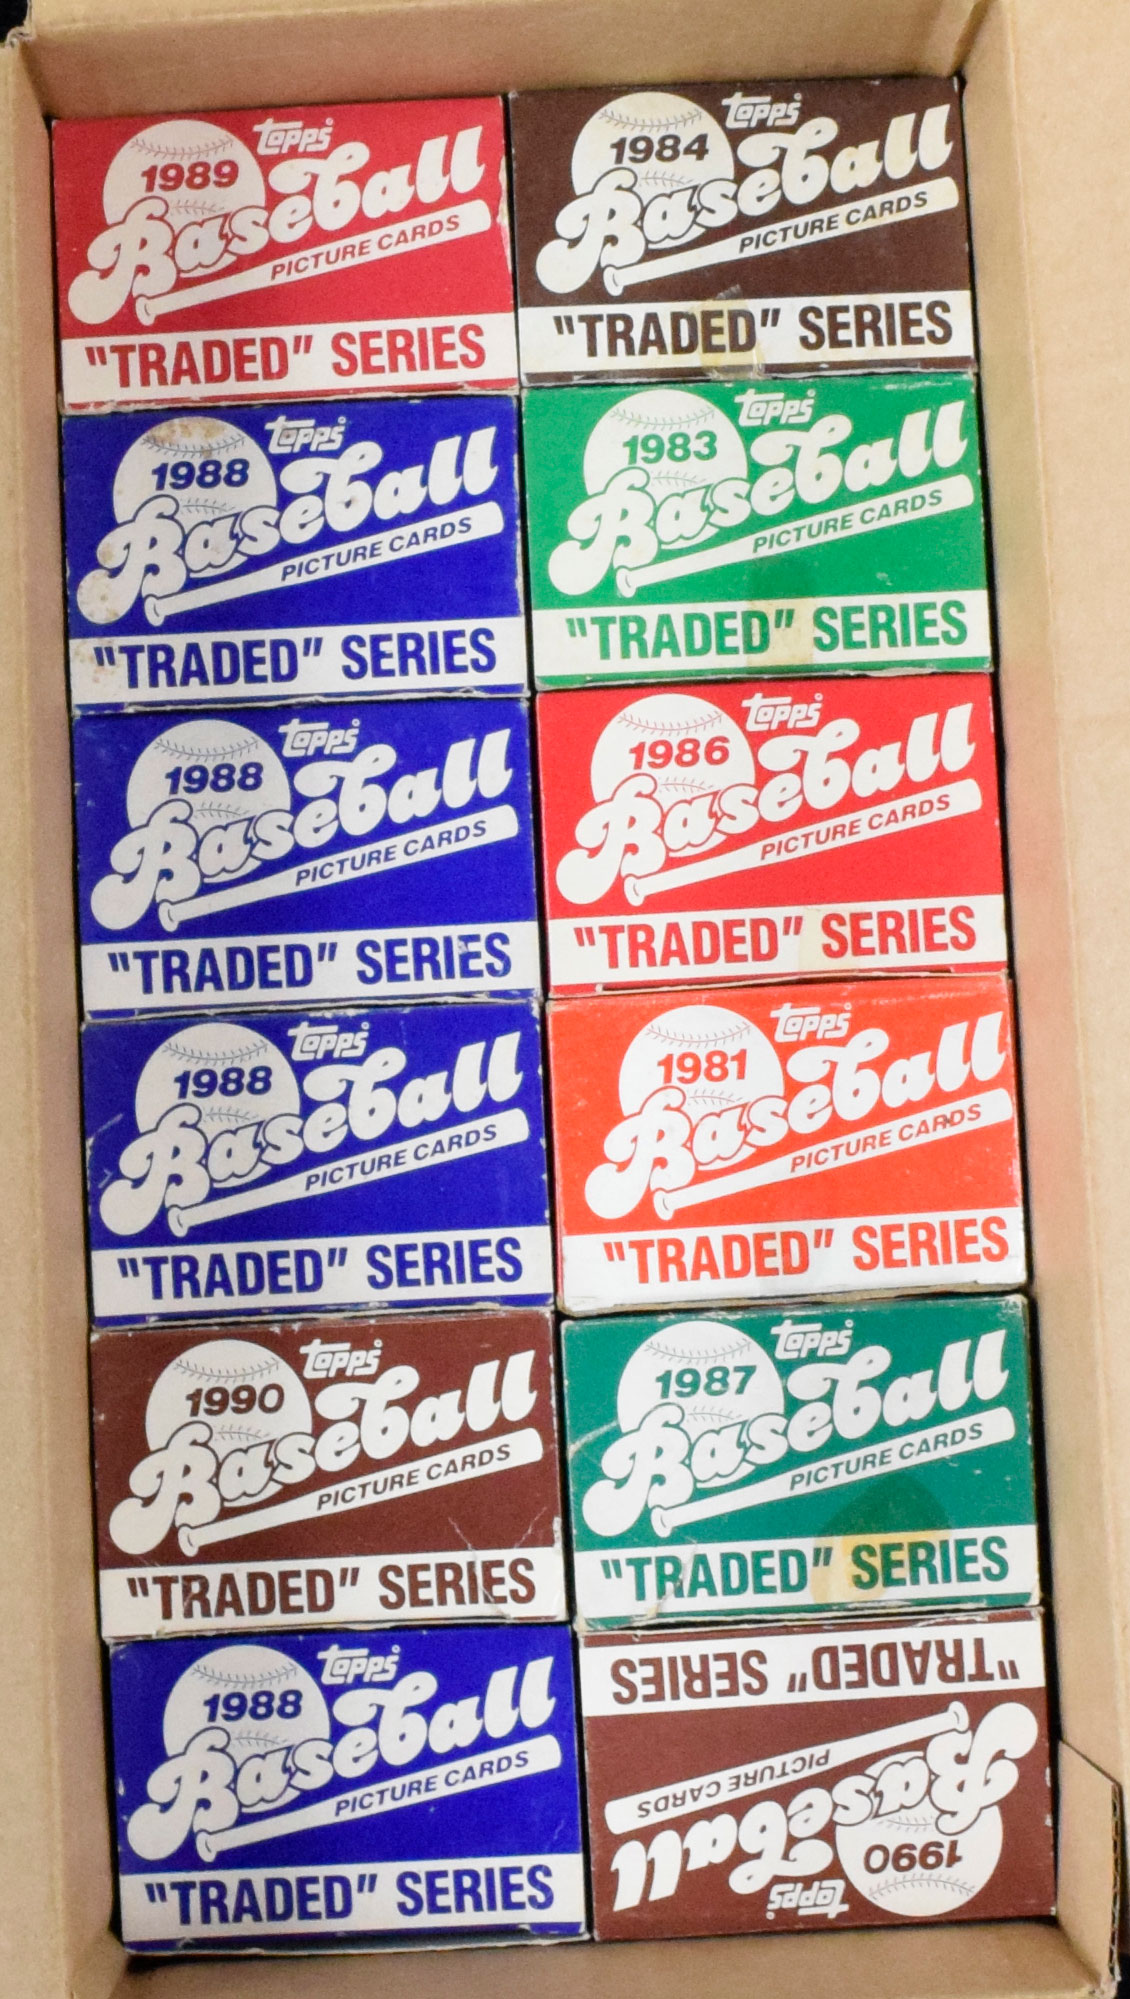 topps
1989
Baseball
PICTURE CARDS
"TRADED" SERIES
topps
1988
Baseball
PICTURE CARDS
"TRADED" SERIES
topps
1988
Baseball
PICTURE CARDS
"TRADED" SERIES
topps
1988
Baseball
PICTURE CARDS
"TRADED" SERIES
topps
1990
Baseball
PICTURE CARDS
"TRADED" SERIES
topps
1988
Baseball
PICTURE CARDS
"TRADED" SERIES
topps
1984
Baseball
PICTURE CARDS
"TRADED" SERIES
topps
1983
Baseball
PICTURE CARDS
"TRADED" SERIES
topps
1986
Baseball
PICTURE CARDS
"TRADED" SERIES
topps
1981
Baseball
PICTURE CARDS
"TRADED" SERIES
topps
1987
Baseball
PICTURE CARDS
"TRADED" SERIES
topps
1990
Baseball
PICTURE CARDS
"TRADED" SERIES